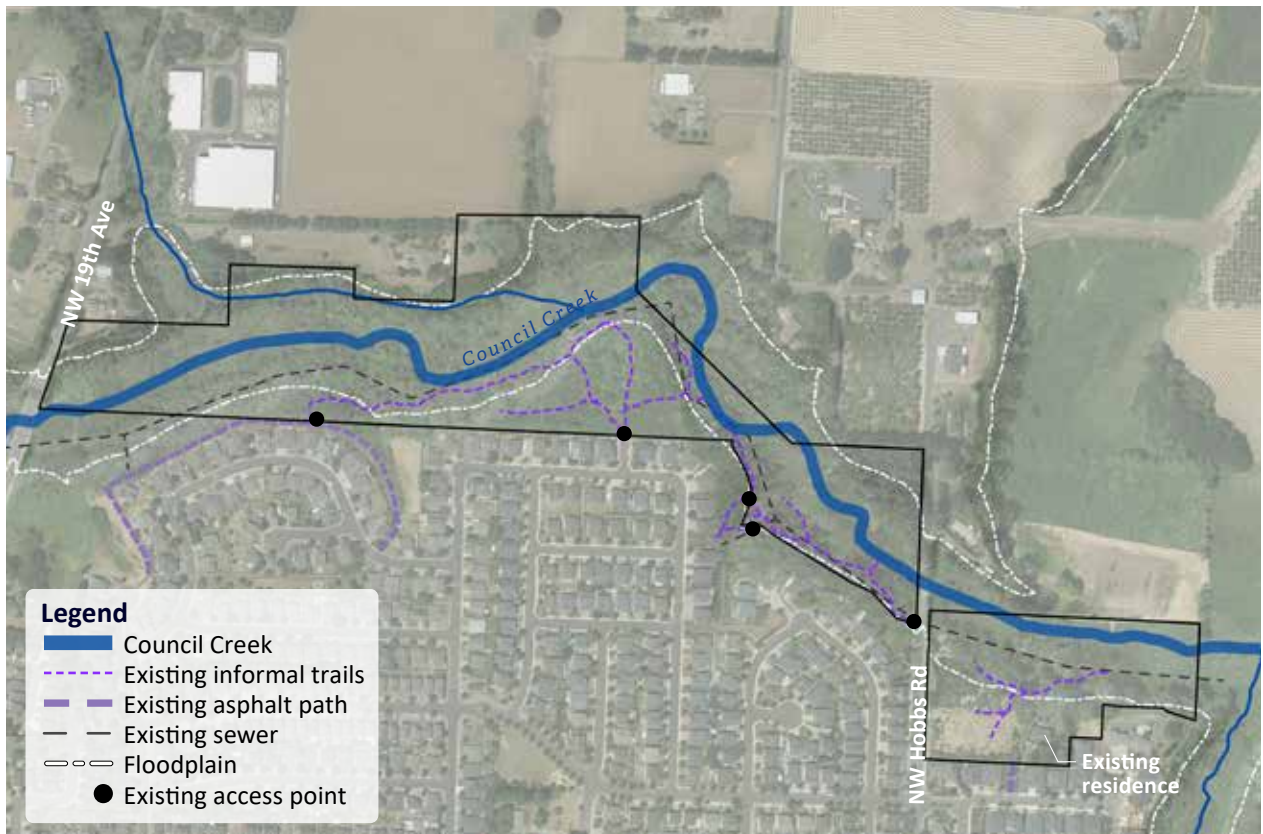 NW 19th Ave
Council Creek
Legend
Council Creek
Existing informal trails
Existing asphalt path
Existing sewer
Floodplain
Existing access point
NW Hobbs Rd
Existing
residence